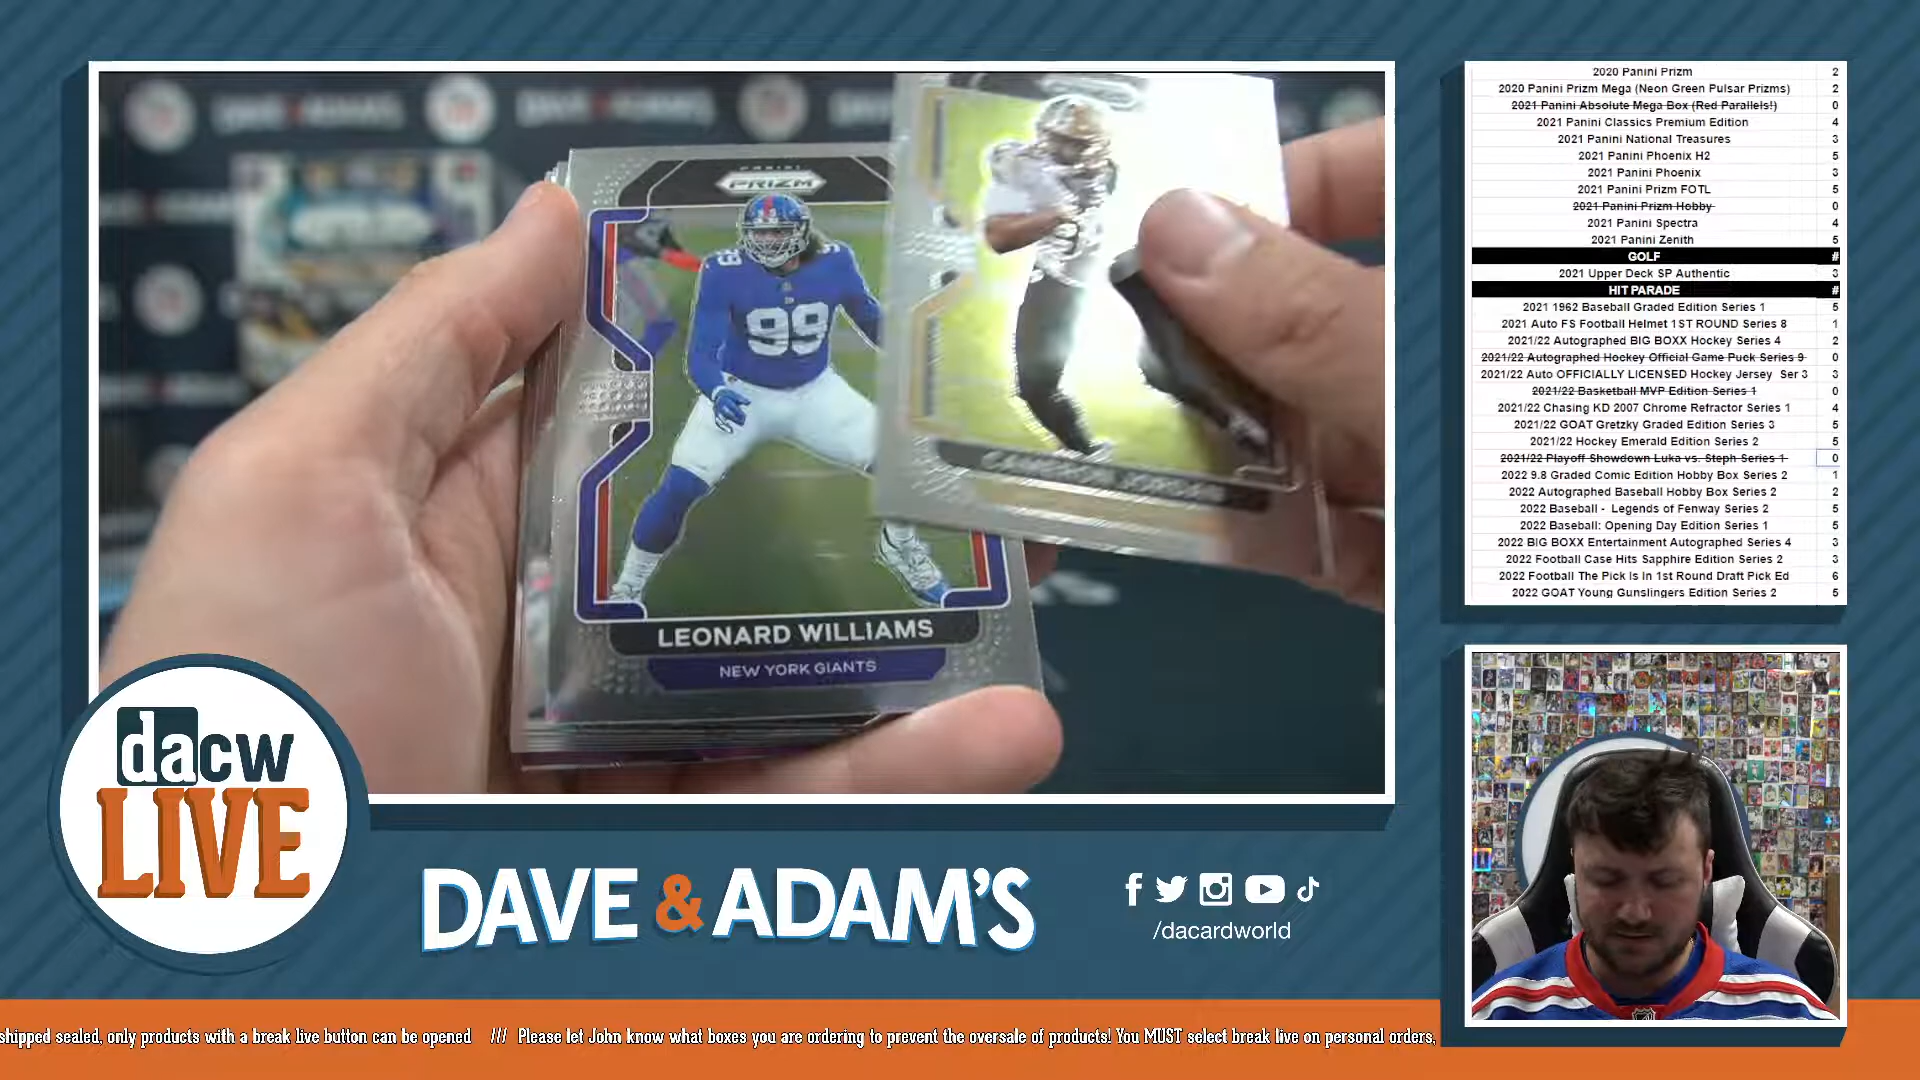 PANINI
PRIZM
99
99
LEONARD WILLIAMS
NEW YORK GIANTS
JORDAN
2020 Panini Prizm 2
2020 Panini Prizm Mega (Neon Green Pulsar Prizms) 2
2021 Panini Absolute Mega Box (Red Parallels!) 0
2021 Panini Classics Premium Edition 4
2021 Panini National Treasures 3
2021 Panini Phoenix H2 5
2021 Panini Phoenix 3
2021 Panini Prizm FOTL 5
2021 Panini Prizm Hobby 0
2021 Panini Spectra 4
2021 Panini Zenith 5
GOLF #
2021 Upper Deck SP Authentic 3
HIT PARADE #
2021 1962 Baseball Graded Edition Series 1 5
2021 Auto FS Football Helmet 1ST ROUND Series 8 1
2021/22 Autographed BIG BOXX Hockey Series 4 2
2021/22 Autographed Hockey Official Game Puck Series 9 0
2021/22 Auto OFFICIALLY LICENSED Hockey Jersey Ser 3 3
2021/22 Basketball MVP Edition Series 1 0
2021/22 Chasing KD 2007 Chrome Refractor Series 1 4
2021/22 GOAT Gretzky Graded Edition Series 3 5
2021/22 Hockey Emerald Edition Series 2 5
2021/22 Playoff Showdown Luka vs. Steph Series 1 0
2022 9.8 Graded Comic Edition Hobby Box Series 2 1
2022 Autographed Baseball Hobby Box Series 2 2
2022 Baseball - Legends of Fenway Series 2 5
2022 Baseball: Opening Day Edition Series 1 5
2022 BIG BOXX Entertainment Autographed Series 4 3
2022 Football Case Hits Sapphire Edition Series 2 3
2022 Football The Pick Is In 1st Round Draft Pick Ed 6
2022 GOAT Young Gunslingers Edition Series 2 5
dacw
LIVE
DAVE & ADAM'S
/dacardworld
shipped sealed, only products with a break live button can be opened /// Please let John know what boxes you are ordering to prevent the oversale of products! You MUST select break live on personal orders,